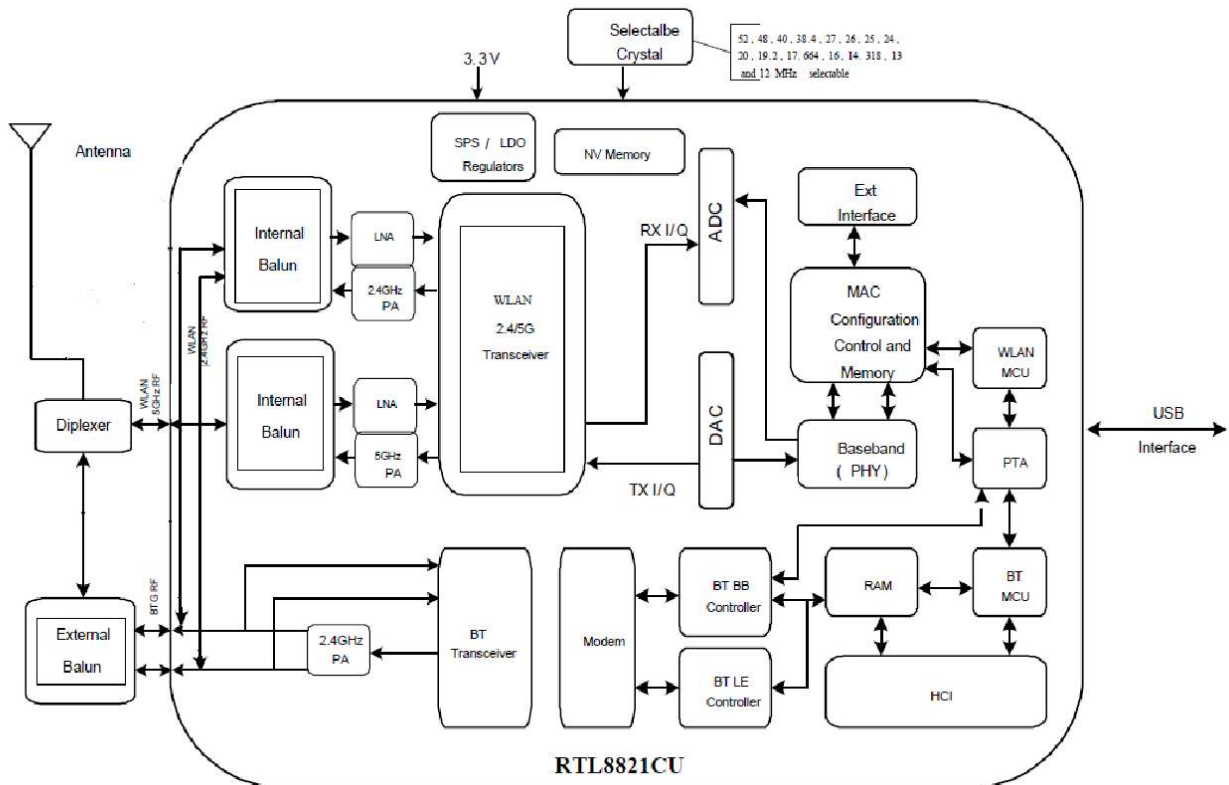 Selectalbe
Crystal
52 , 48 , 40 , 38.4 , 27 , 26 , 25 , 24 ,
20 , 19.2 , 17. 664 , 16 , 14. 318 , 13
and 12 MHz selectable
3. 3 V
Antenna
SPS / LDO
Regulators
NV Memory
Ext
Interface
Internal
Balun
LNA
2.4GHz
PA
WLAN
2.4/5G
Transceiver
RX I/Q
ADC
MAC
Configuration
Control and
Memory
WLAN
MCU
WLAN
2.4GHz RF
WLAN
5GHz RF
Diplexer
Internal
Balun
LNA
5GHz
PA
TX I/Q
DAC
Baseband
( PHY )
PTA
USB
Interface
BTG RF
External
Balun
2.4GHz
PA
BT
Transceiver
Modem
BT BB
Controller
BT LE
Controller
RAM
BT
MCU
HCI
RTL8821CU